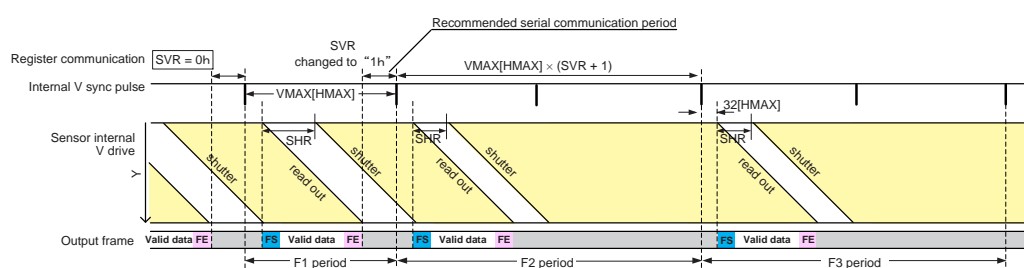 Recommended serial communication period
Register communication
SVR = 0h
SVR
changed to "1h"
VMAX[HMAX] × (SVR + 1)
Internal V sync pulse
VMAX[HMAX]
32[HMAX]
Sensor internal
V drive
Y
shutter
SHR
read out
shutter
SHR
read out
shutter
SHR
read out
shutter
Output frame
Valid data
FE
FS
Valid data
FE
FS
Valid data
FE
FS
Valid data
FE
F1 period
F2 period
F3 period